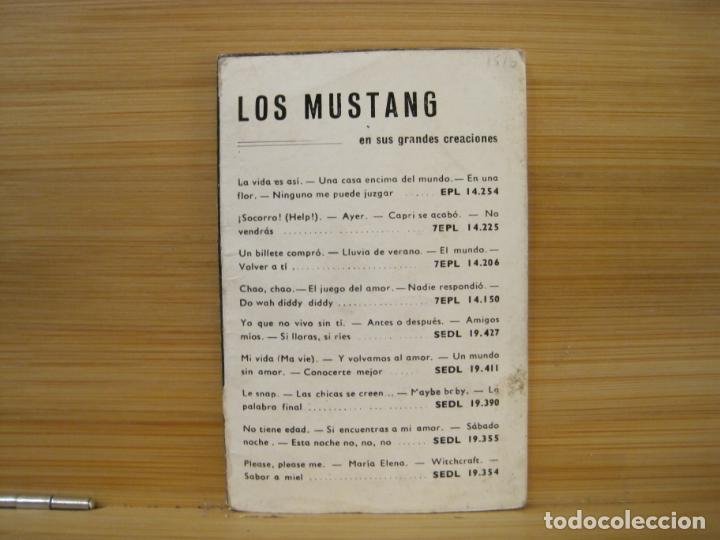 LOS MUSTANG
en sus grandes creaciones
La vida es así. — Una casa encima del mundo. — En una
flor. — Ninguno me puede juzgar ...... EPL 14.254
¡Socorro! (Help!). — Ayer. — Capri se acabó. — No
vendrás ...................... 7EPL 14.225
Un billete compró. — Lluvia de verano. — El mundo. —
Volver a tí ...................... 7EPL 14.206
Chao, chao. — El juego del amor. — Nadie respondió. —
Do wah diddy diddy ................ 7EPL 14.150
Yo que no vivo sin tí. — Antes o después. — Amigos
míos. — Si lloras, si ríes ............ SEDL 19.427
Mi vida (Ma vie). — Y volvamos al amor. — Un mundo
sin amor. — Conocerte mejor ..... SEDL 19.411
Le snap. — Las chicas se creen... — Maybe baby. — La
palabra final .................. SEDL 19.390
No tiene edad. — Si encuentras a mi amor. — Sábado
noche. — Esta noche no, no, no ...... SEDL 19.355
Please, please me. — María Elena. — Witchcraft. —
Sabor a miel .................. SEDL 19.354
todocoleccion
todocoleccion.net